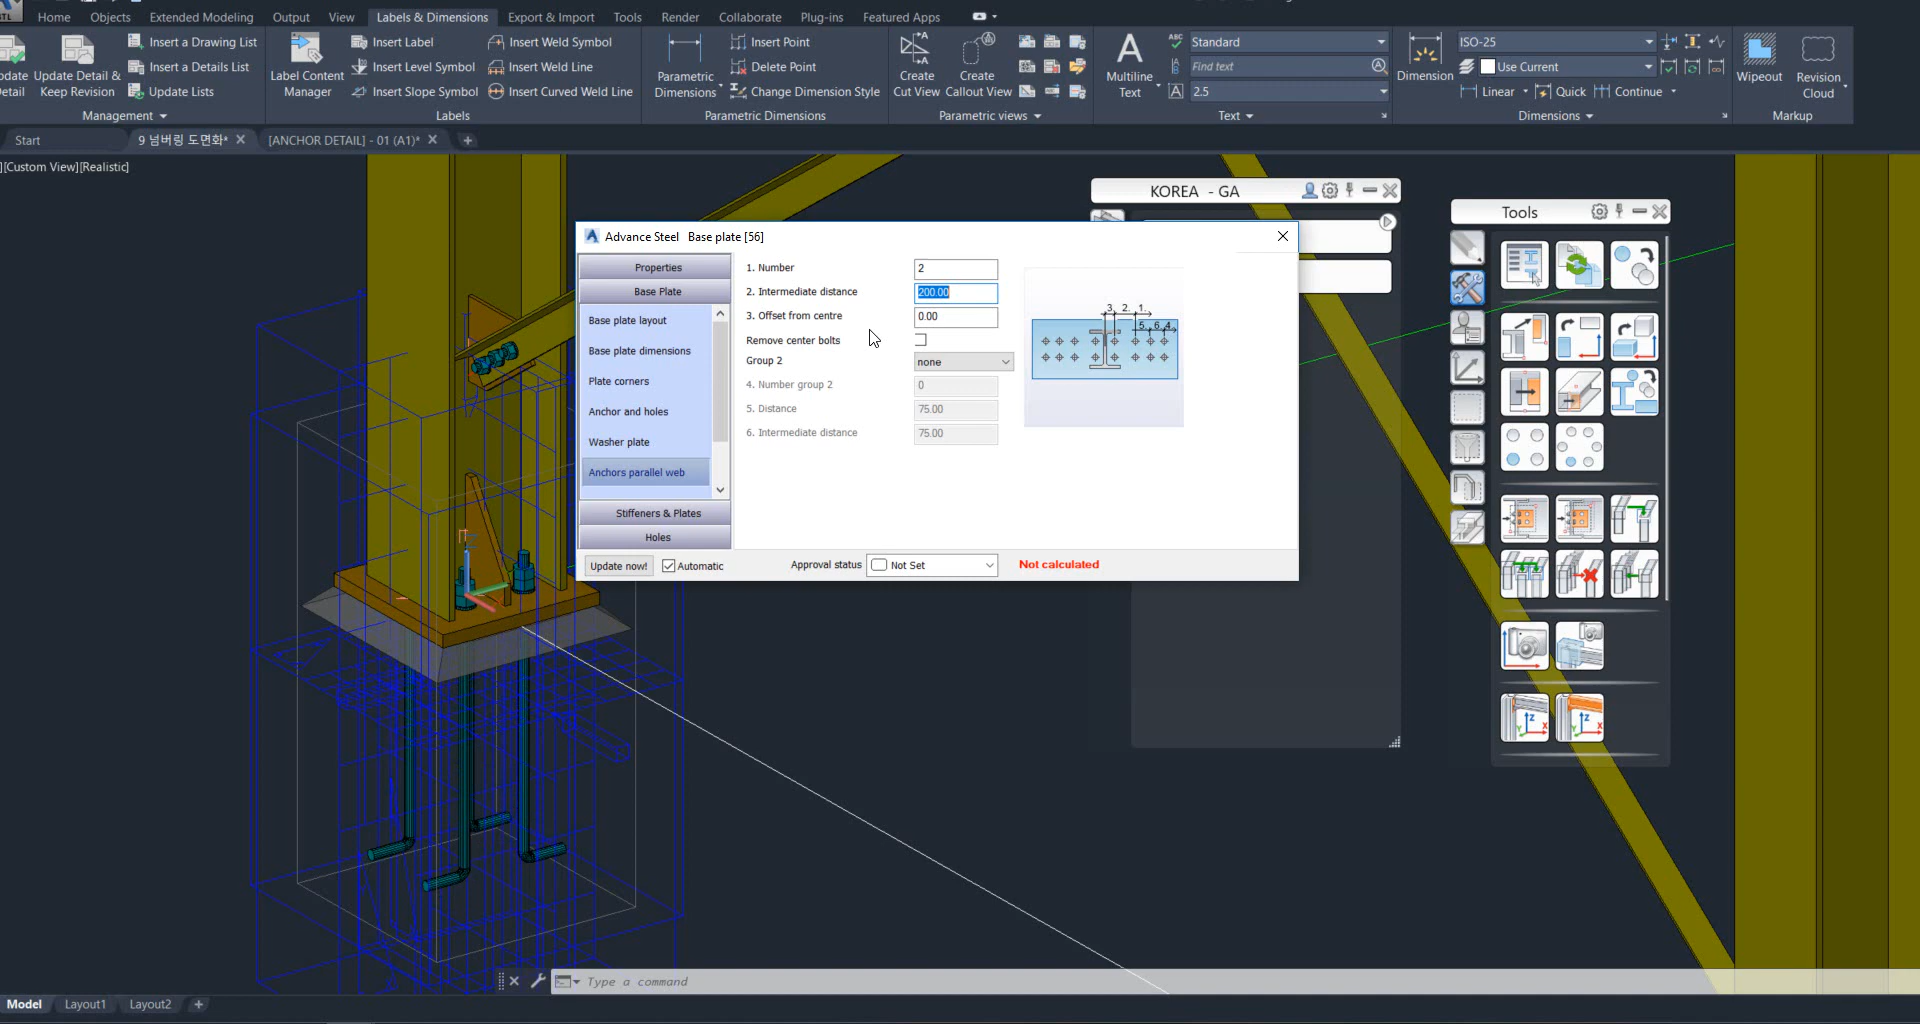 Home Objects Extended Modeling Output View Labels & Dimensions Export & Import Tools Render Collaborate Plug-ins Featured Apps
Insert a Drawing List
Insert a Details List
Update Lists
Update Detail & Keep Revision
Management
Label Content Manager
Insert Label
Insert Level Symbol
Insert Slope Symbol
Insert Weld Symbol
Insert Weld Line
Insert Curved Weld Line
Labels
Parametric Dimensions
Insert Point
Delete Point
Change Dimension Style
Parametric Dimensions
Create Cut View
Create Callout View
Parametric views
Multiline Text
Standard
Find text
2.5
Text
Dimension
ISO-25
Use Current
Linear Quick Continue
Dimensions
Wipeout
Revision Cloud
Markup
Start
9 넘버링 도면화*
[ANCHOR DETAIL] - 01 (A1)*
][Custom View][Realistic]
KOREA - GA
Tools
Advance Steel Base plate [56]
Properties
Base Plate
Base plate layout
Base plate dimensions
Plate corners
Anchor and holes
Washer plate
Anchors parallel web
Stiffeners & Plates
Holes
1. Number 2
2. Intermediate distance 200.00
3. Offset from centre 0.00
Remove center bolts
Group 2 none
4. Number group 2 0
5. Distance 75.00
6. Intermediate distance 75.00
3. 2. 1.
5. 6. 4.
Update now! Automatic Approval status Not Set Not calculated
Type a command
Model Layout1 Layout2